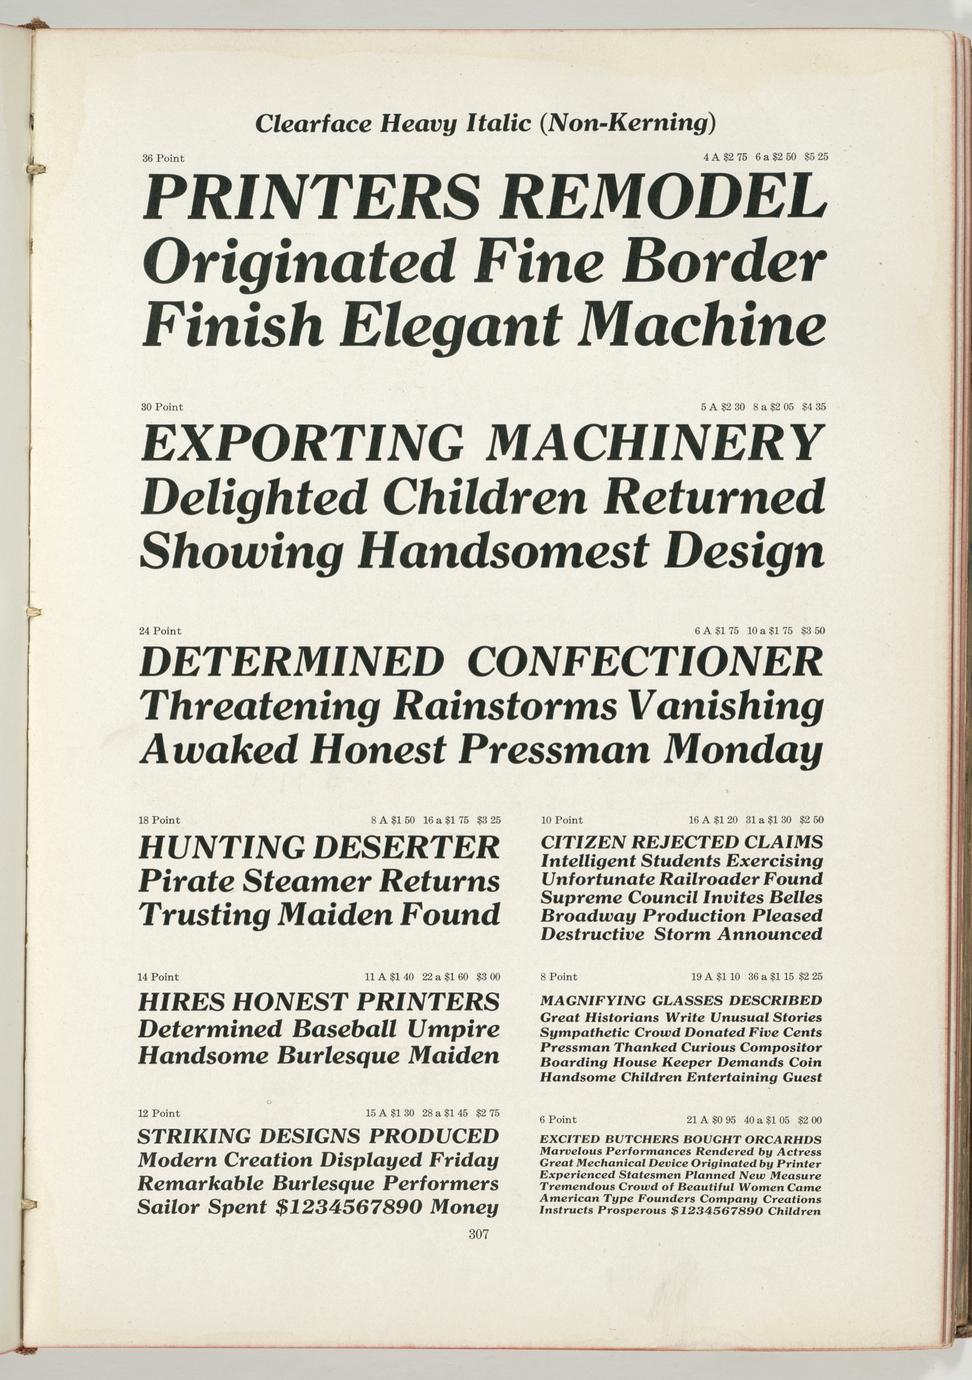 Clearface Heavy Italic (Non-Kerning)
36 Point 4 A $2 75 6 a $2 50 $5 25
PRINTERS REMODEL
Originated Fine Border
Finish Elegant Machine
30 Point 5 A $2 30 8 a $2 05 $4 35
EXPORTING MACHINERY
Delighted Children Returned
Showing Handsomest Design
24 Point 6 A $1 75 10 a $1 75 $3 50
DETERMINED CONFECTIONER
Threatening Rainstorms Vanishing
Awaked Honest Pressman Monday
18 Point 8 A $1 50 16 a $1 75 $3 25
HUNTING DESERTER
Pirate Steamer Returns
Trusting Maiden Found
14 Point 11 A $1 40 22 a $1 60 $3 00
HIRES HONEST PRINTERS
Determined Baseball Umpire
Handsome Burlesque Maiden
12 Point 15 A $1 30 28 a $1 45 $2 75
STRIKING DESIGNS PRODUCED
Modern Creation Displayed Friday
Remarkable Burlesque Performers
Sailor Spent $1234567890 Money
10 Point 16 A $1 20 31 a $1 30 $2 50
CITIZEN REJECTED CLAIMS
Intelligent Students Exercising
Unfortunate Railroader Found
Supreme Council Invites Belles
Broadway Production Pleased
Destructive Storm Announced
8 Point 19 A $1 10 36 a $1 15 $2 25
MAGNIFYING GLASSES DESCRIBED
Great Historians Write Unusual Stories
Sympathetic Crowd Donated Five Cents
Pressman Thanked Curious Compositor
Boarding House Keeper Demands Coin
Handsome Children Entertaining Guest
6 Point 21 A $0 95 40 a $1 05 $2 00
EXCITED BUTCHERS BOUGHT ORCARHDS
Marvelous Performances Rendered by Actress
Great Mechanical Device Originated by Printer
Experienced Statesmen Planned New Measure
Tremendous Crowd of Beautiful Women Came
American Type Founders Company Creations
Instructs Prosperous $1234567890 Children
307